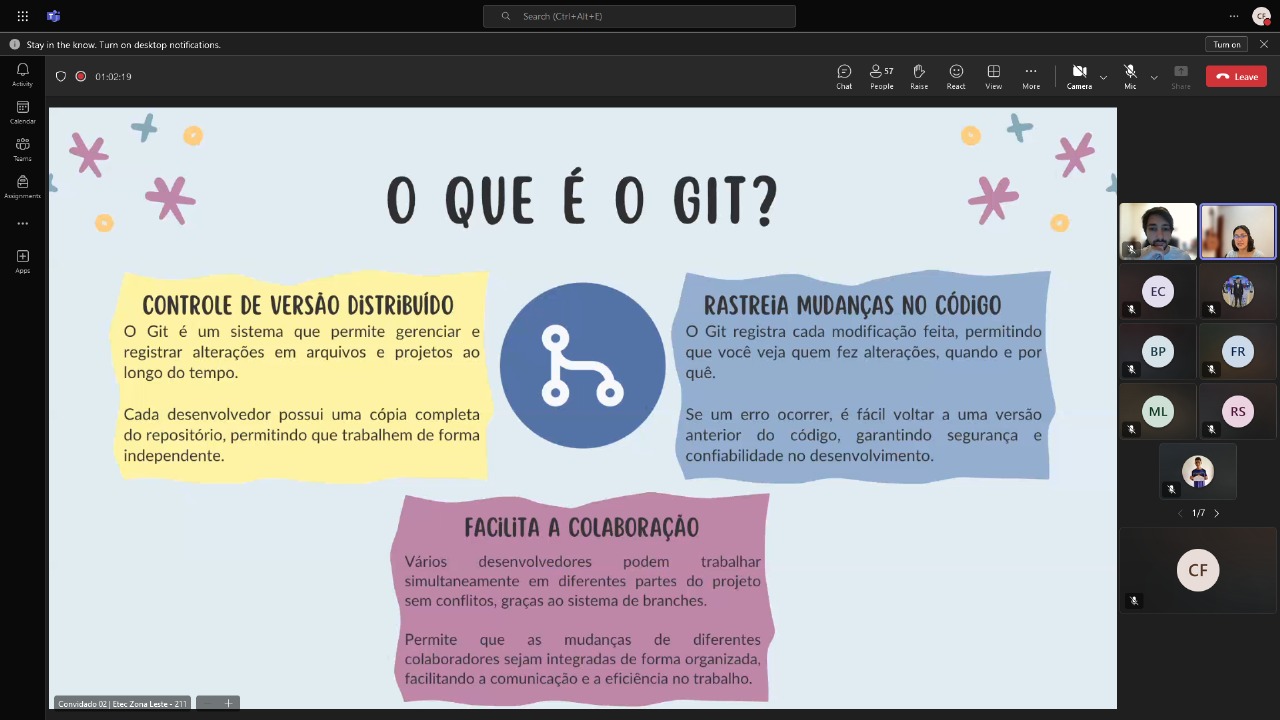 Search (Ctrl+Alt+E)
CF
Stay in the know. Turn on desktop notifications.
Turn on
Activity
Calendar
Teams
Assignments
Apps
01:02:19
Chat
57
People
Raise
React
View
More
Camera
Mic
Share
Leave
O QUE É O GIT?
CONTROLE DE VERSÃO DISTRIBUÍDO
O Git é um sistema que permite gerenciar e
registrar alterações em arquivos e projetos ao
longo do tempo.
Cada desenvolvedor possui uma cópia completa
do repositório, permitindo que trabalhem de forma
independente.
RASTREIA MUDANÇAS NO CÓDIGO
O Git registra cada modificação feita, permitindo
que você veja quem fez alterações, quando e por
quê.
Se um erro ocorrer, é fácil voltar a uma versão
anterior do código, garantindo segurança e
confiabilidade no desenvolvimento.
FACILITA A COLABORAÇÃO
Vários desenvolvedores podem trabalhar
simultaneamente em diferentes partes do projeto
sem conflitos, graças ao sistema de branches.
Permite que as mudanças de diferentes
colaboradores sejam integradas de forma organizada,
facilitando a comunicação e a eficiência no trabalho.
Convidado 02 | Etec Zona Leste - 211
EC
BP
FR
ML
RS
1/7
CF